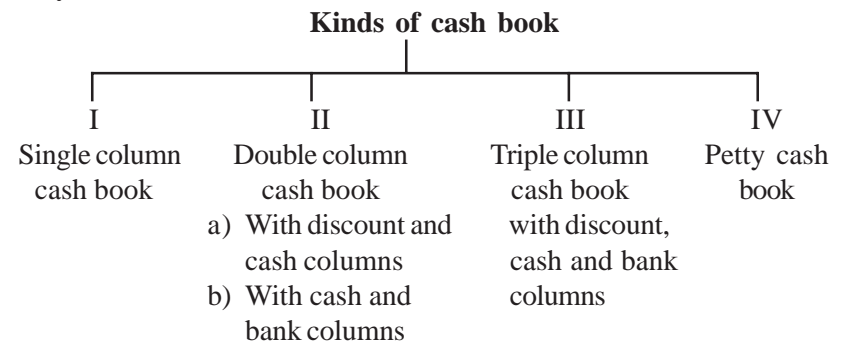 Kinds of cash book
I
Single column
cash book
II
Double column
cash book
a) With discount and
cash columns
b) With cash and
bank columns
III
Triple column
cash book
with discount,
cash and bank
columns
IV
Petty cash
book